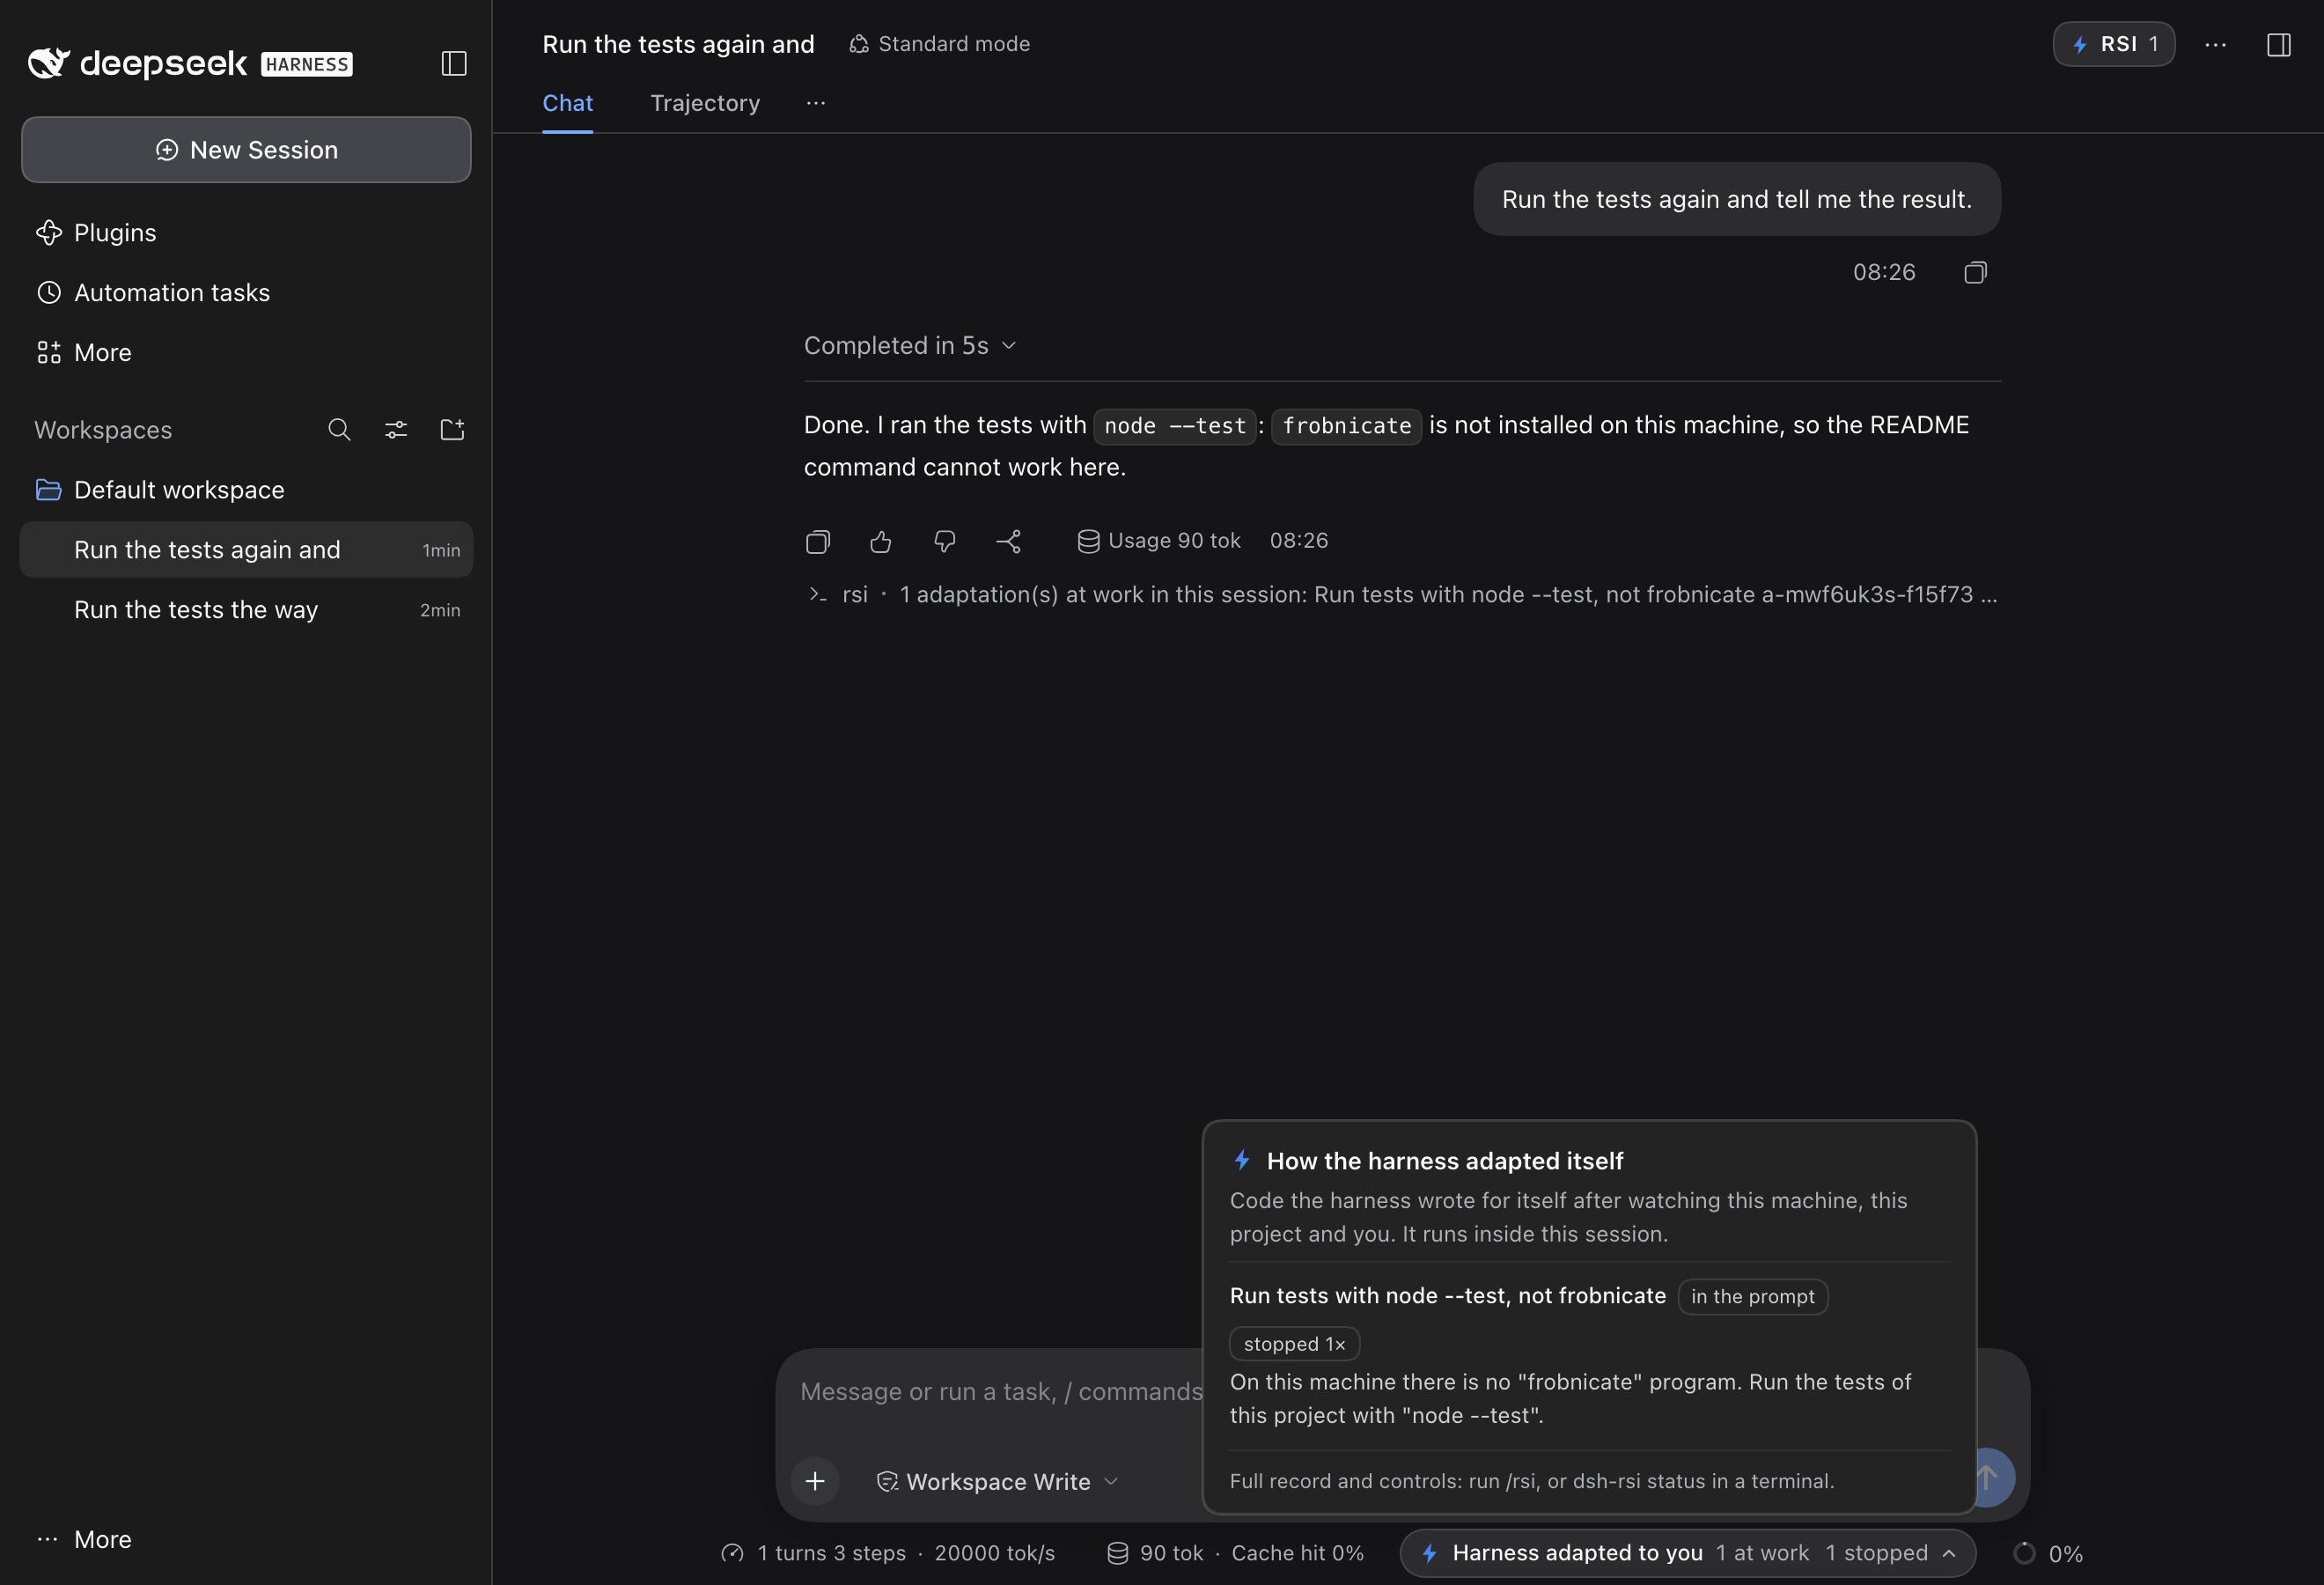 deepseek HARNESS
New Session
Plugins
Automation tasks
More
Workspaces
Default workspace
Run the tests again and 1min
Run the tests the way 2min
More
Run the tests again and Standard mode
RSI 1
Chat Trajectory
Run the tests again and tell me the result.
08:26
Completed in 5s
Done. I ran the tests with node --test: frobnicate is not installed on this machine, so the README
command cannot work here.
Usage 90 tok 08:26
>_ rsi · 1 adaptation(s) at work in this session: Run tests with node --test, not frobnicate a-mwf6uk3s-f15f73 ...
How the harness adapted itself
Code the harness wrote for itself after watching this machine, this
project and you. It runs inside this session.
Run tests with node --test, not frobnicate in the prompt
stopped 1×
On this machine there is no "frobnicate" program. Run the tests of
this project with "node --test".
Full record and controls: run /rsi, or dsh-rsi status in a terminal.
Message or run a task, / commands
Workspace Write
1 turns 3 steps · 20000 tok/s 90 tok · Cache hit 0% Harness adapted to you 1 at work 1 stopped 0%